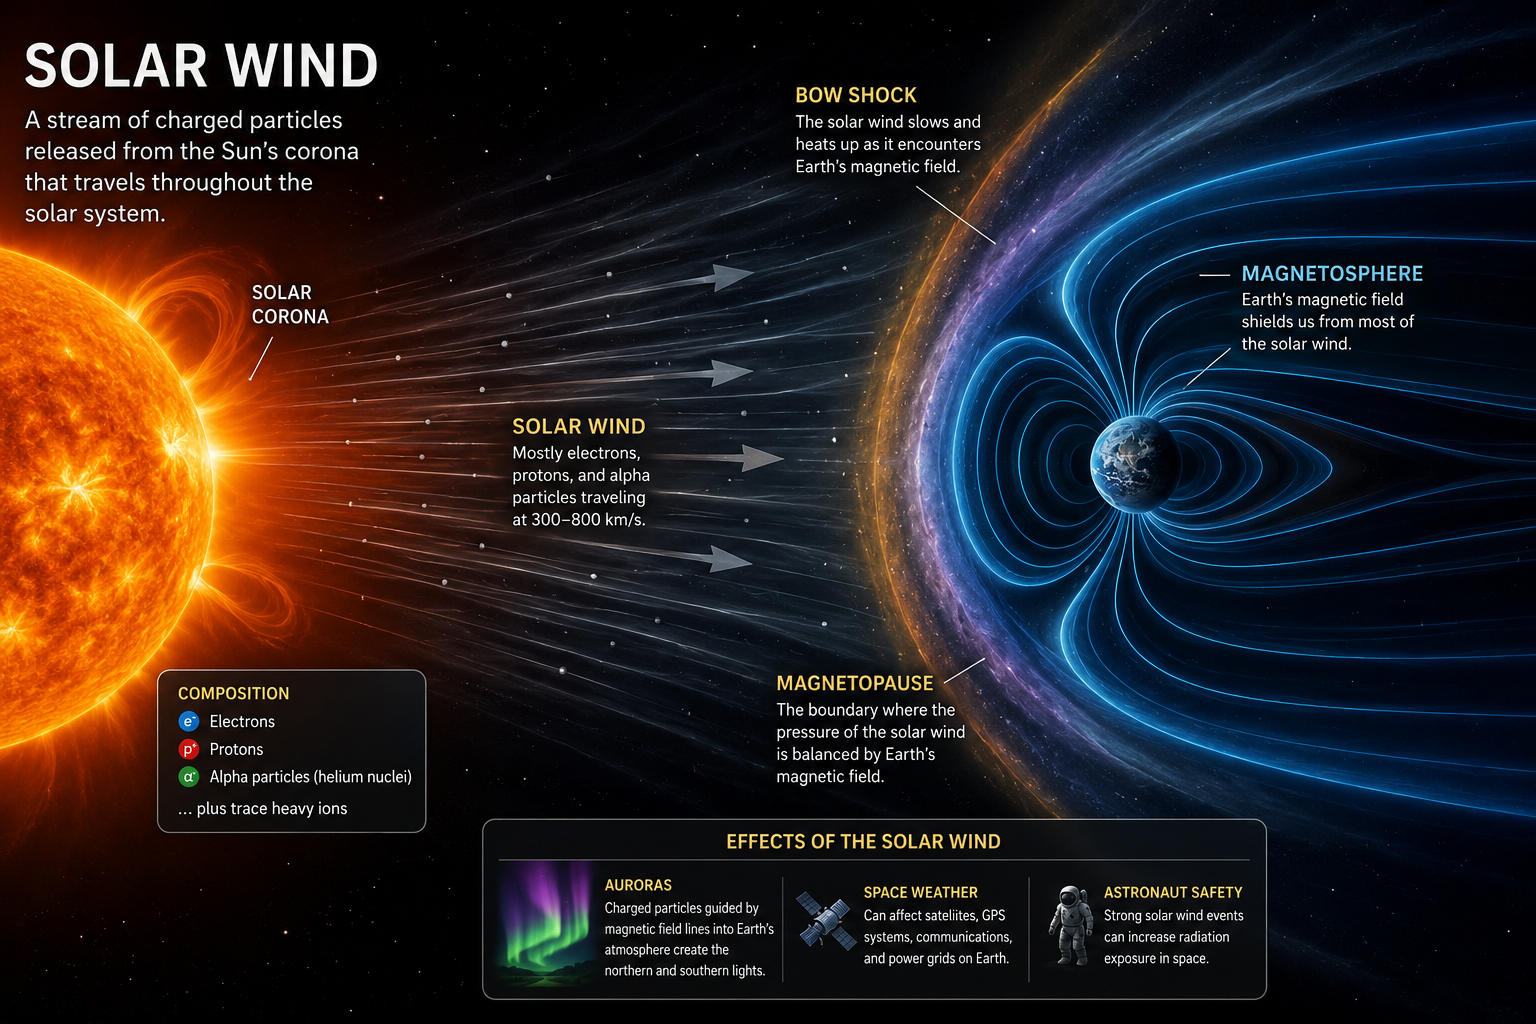 SOLAR WIND
A stream of charged particles
released from the Sun's corona
that travels throughout the
solar system.
SOLAR
CORONA
BOW SHOCK
The solar wind slows and
heats up as it encounters
Earth's magnetic field.
MAGNETOSPHERE
Earth's magnetic field
shields us from most of
the solar wind.
SOLAR WIND
Mostly electrons,
protons, and alpha
particles traveling
at 300–800 km/s.
MAGNETOPAUSE
The boundary where the
pressure of the solar wind
is balanced by Earth's
magnetic field.
COMPOSITION
e⁻ Electrons
p⁺ Protons
α⁺ Alpha particles (helium nuclei)
... plus trace heavy ions
EFFECTS OF THE SOLAR WIND
AURORAS
Charged particles guided by
magnetic field lines into Earth's
atmosphere create the
northern and southern lights.
SPACE WEATHER
Can affect satellites, GPS
systems, communications,
and power grids on Earth.
ASTRONAUT SAFETY
Strong solar wind events
can increase radiation
exposure in space.